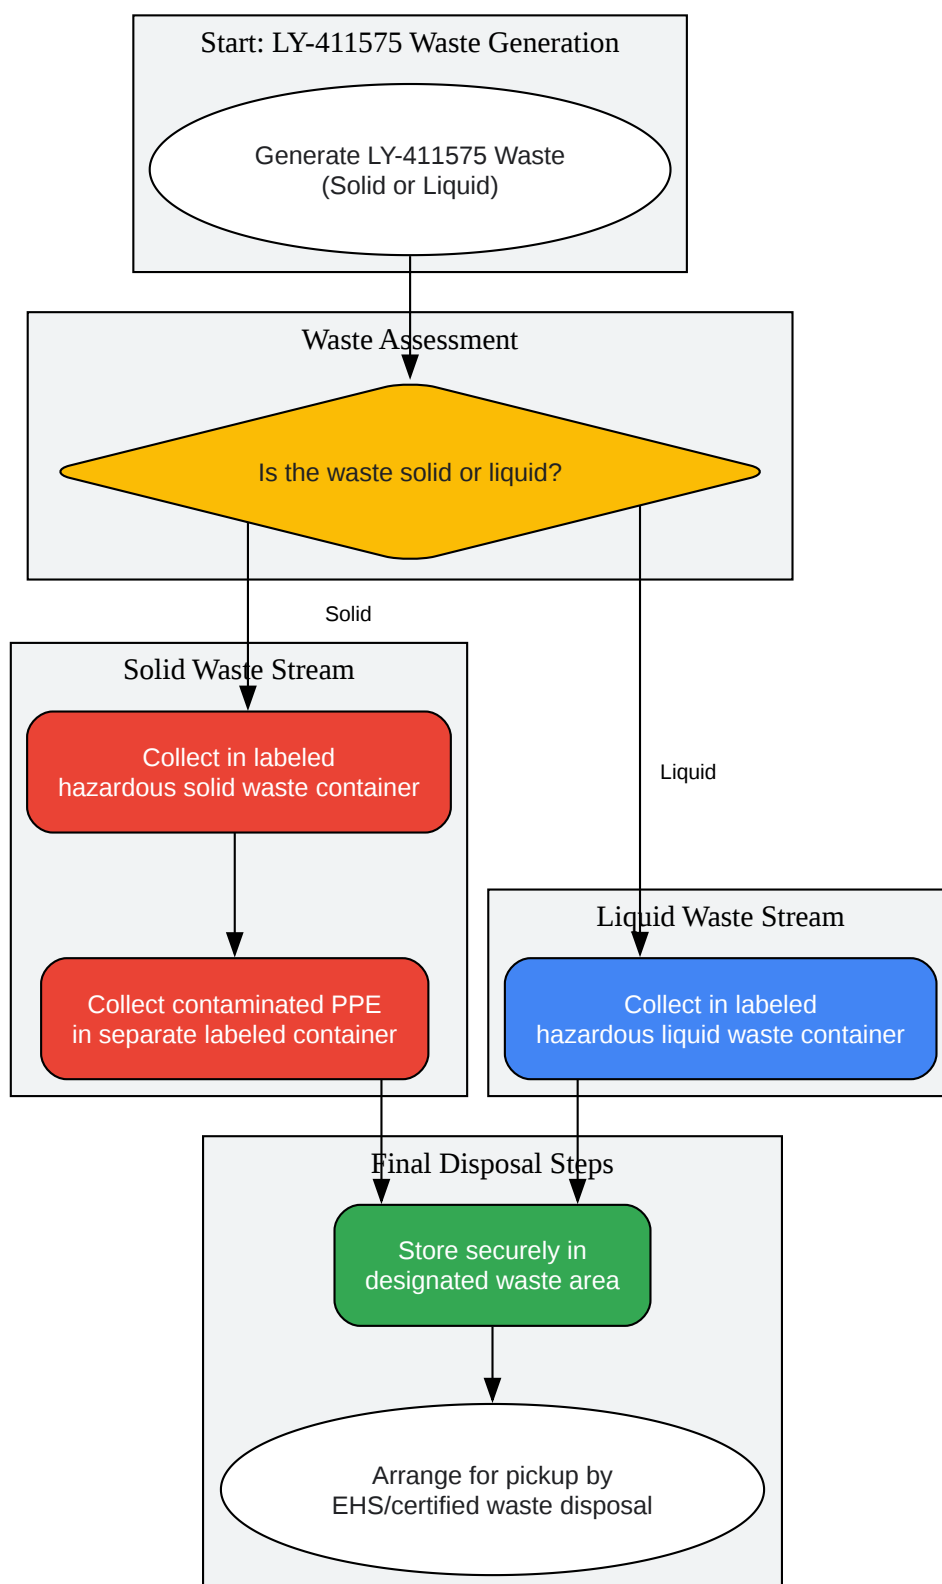 Start: LY-411575 Waste Generation
Generate LY-411575 Waste
(Solid or Liquid)
Waste Assessment
Is the waste solid or liquid?
Solid
Solid Waste Stream
Collect in labeled
hazardous solid waste container
Liquid
Collect contaminated PPE
in separate labeled container
Liquid Waste Stream
Collect in labeled
hazardous liquid waste container
Final Disposal Steps
Store securely in
designated waste area
Arrange for pickup by
EHS/certified waste disposal